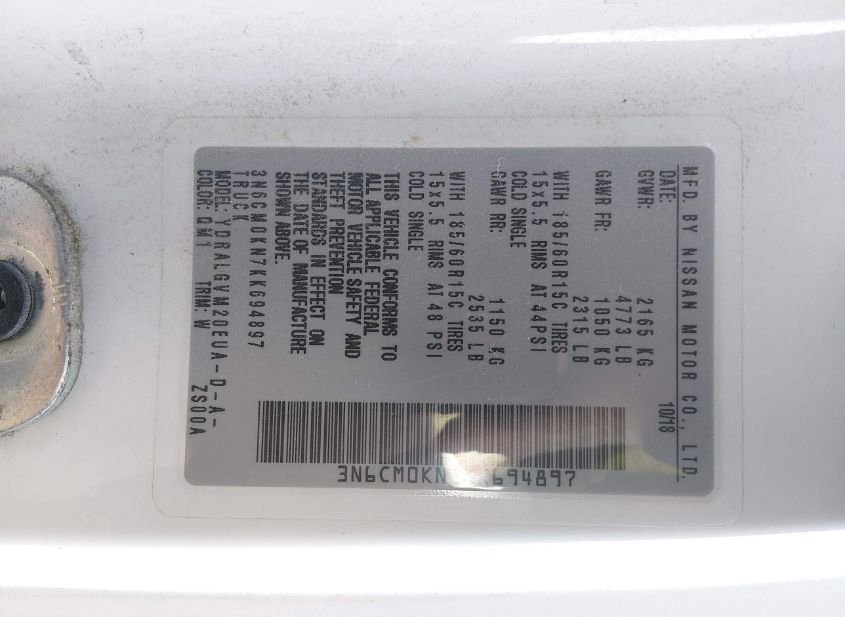 MFD. BY NISSAN MOTOR CO., LTD.
DATE: 10/18
GVWR: 2165 KG
4773 LB
GAWR FR: 1050 KG
2315 LB
WITH 185/60R15C TIRES
15x5.5 RIMS AT 44PSI
COLD SINGLE
GAWR RR: 1150 KG
2535 LB
WITH 185/60R15C TIRES
15x5.5 RIMS AT 48 PSI
COLD SINGLE
THIS VEHICLE CONFORMS TO
ALL APPLICABLE FEDERAL
MOTOR VEHICLE SAFETY AND
THEFT PREVENTION
STANDARDS IN EFFECT ON
THE DATE OF MANUFACTURE
SHOWN ABOVE.
3N6CM0KN7KK694897
TRUCK
MODEL: YDRALGVM20EUA-D-A-
COLOR: QM1 TRIM: W ZS00A
3N6CM0KN 694897